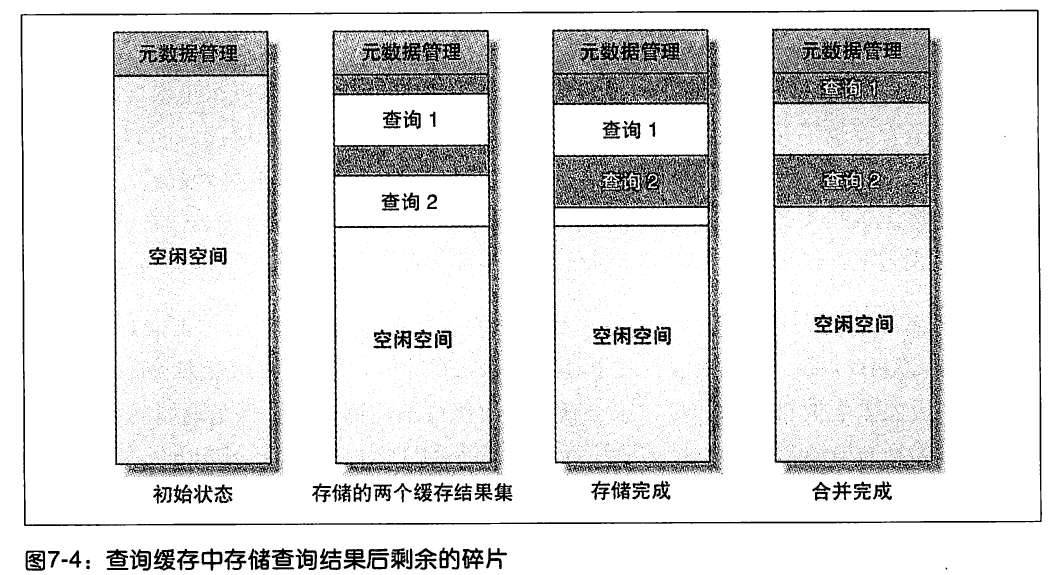 元数据管理 元数据管理 元数据管理 元数据管理
查询 1
查询 1
查询 1
查询 2
查询 2
查询 2
空闲空间
空闲空间
空闲空间
空闲空间
初始状态 存储的两个缓存结果集 存储完成 合并完成
图7-4：查询缓存中存储查询结果后剩余的碎片